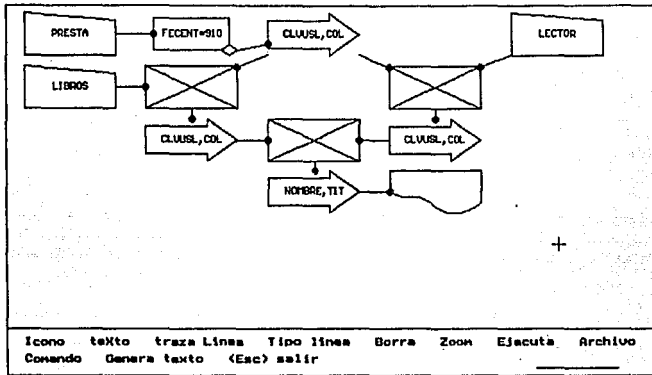 PRESTA
FECENT=910
CLVUSL,COL
LECTOR
LIBROS
CLVUSL,COL
CLVUSL,COL
NOMBRE,TIT
Icono teXto traza Linea Tipo linea Borra Zoom Ejecuta Archivo
Comando Genera texto <Esc> salir